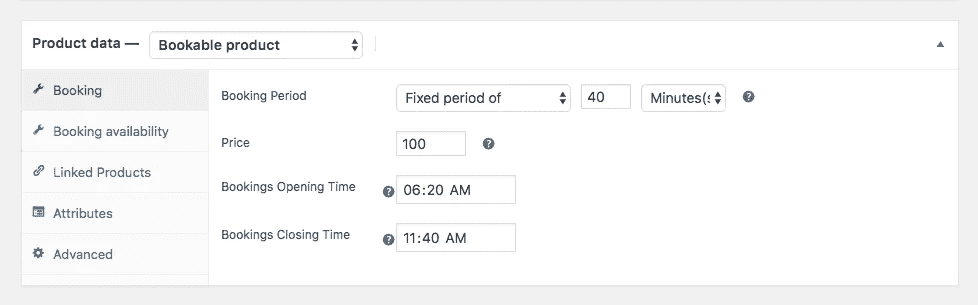 Product data — Bookable product
Booking
Booking availability
Linked Products
Attributes
Advanced
Booking Period Fixed period of 40 Minutes(s
Price 100
Bookings Opening Time 06:20 AM
Bookings Closing Time 11:40 AM